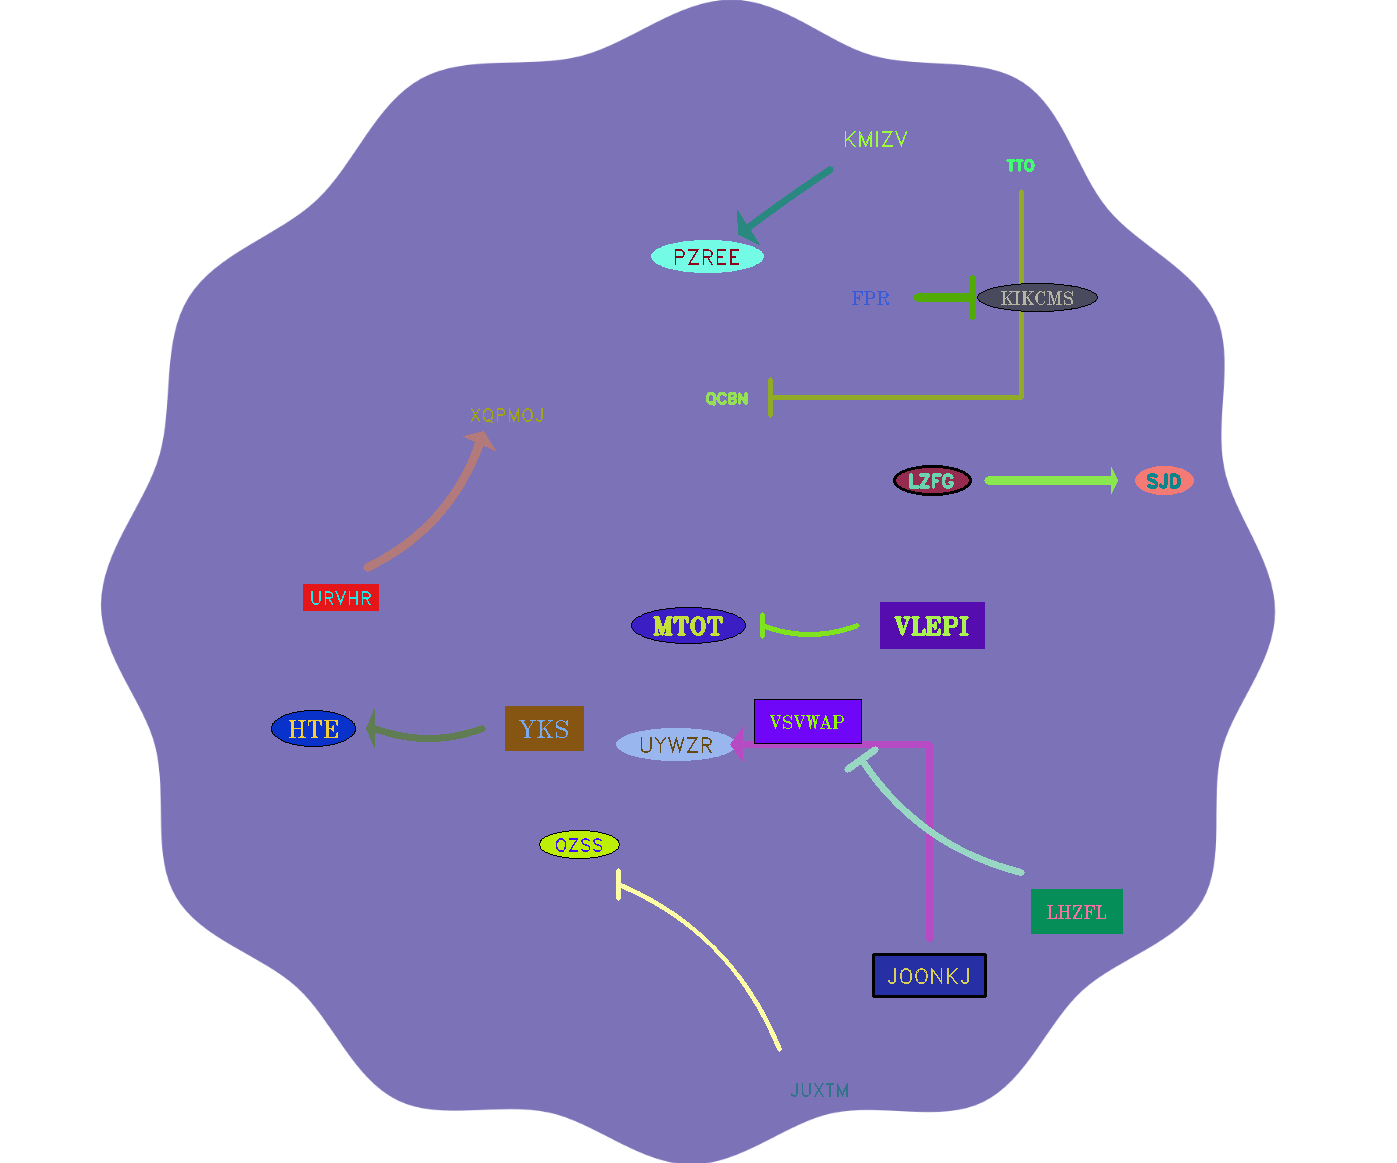 KMIZV
TTO
PZREE
FPR
KIKCMS
QCBN
XQPMOJ
LZFG
SJD
URVHR
MTOT
VLEPI
VSVWAP
HTE
YKS
UYWZR
OZSS
LHZFL
JOONKJ
JUXTM